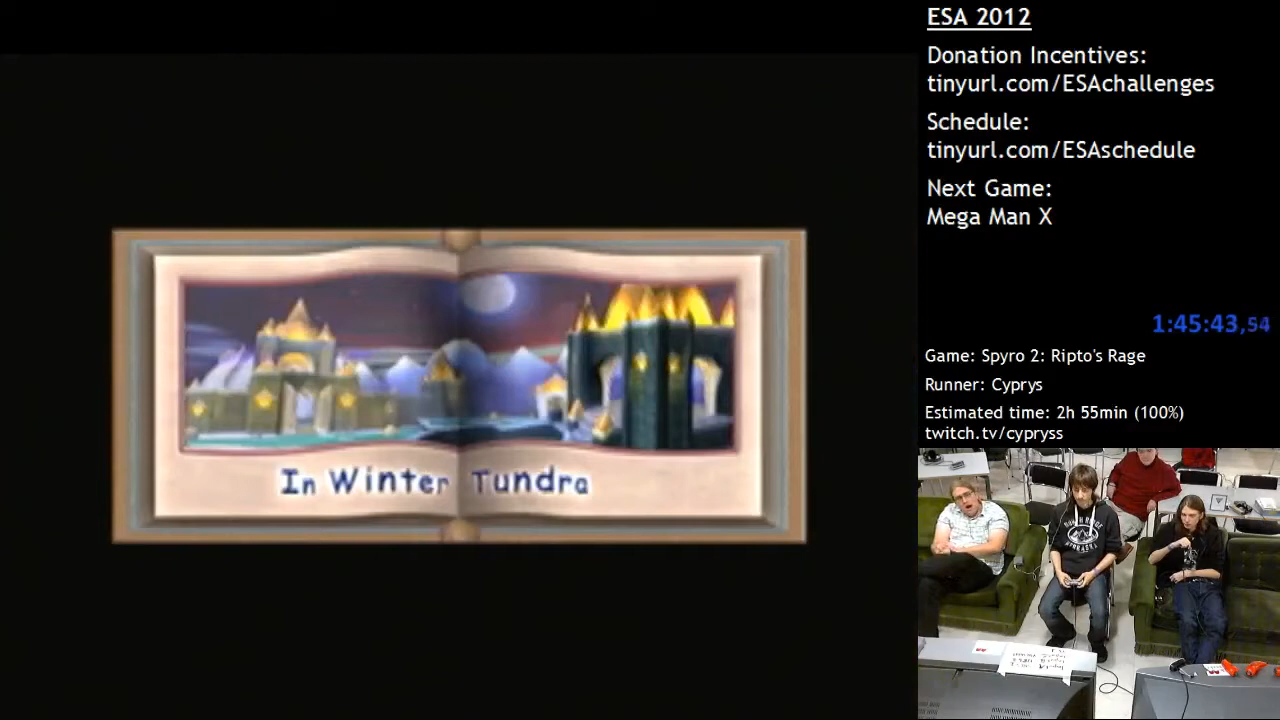 ESA 2012
Donation Incentives:
tinyurl.com/ESAchallenges
Schedule:
tinyurl.com/ESAschedule
Next Game:
Mega Man X
1:45:43,54
Game: Spyro 2: Ripto's Rage
Runner: Cyprys
Estimated time: 2h 55min (100%)
twitch.tv/cypryss
In Winter Tundra